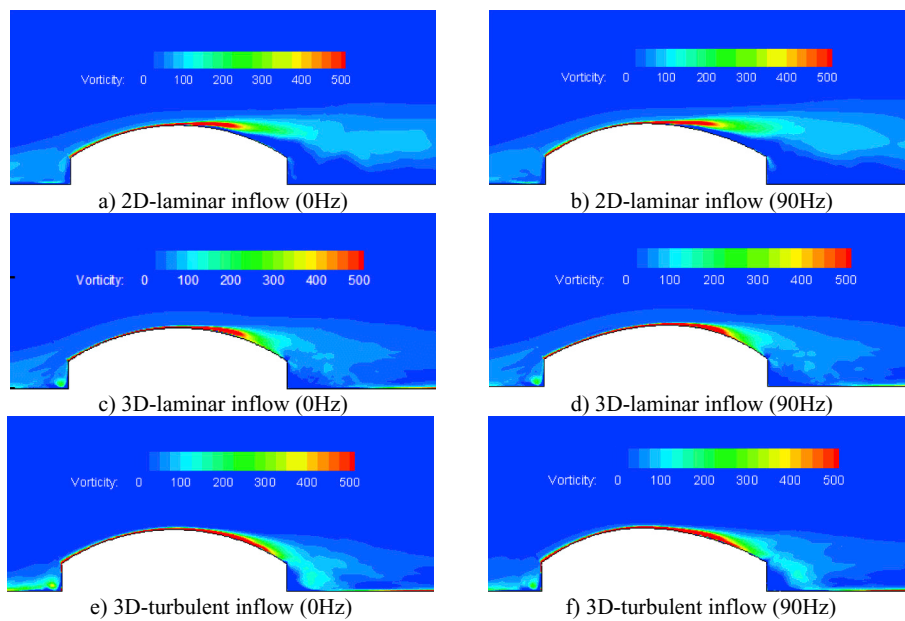 Vorticity: 0 100 200 300 400 500
a) 2D-laminar inflow (0Hz)
Vorticity: 0 100 200 300 400 500
b) 2D-laminar inflow (90Hz)
Vorticity: 0 100 200 300 400 500
c) 3D-laminar inflow (0Hz)
Vorticity: 0 100 200 300 400 500
d) 3D-laminar inflow (90Hz)
Vorticity: 0 100 200 300 400 500
e) 3D-turbulent inflow (0Hz)
Vorticity: 0 100 200 300 400 500
f) 3D-turbulent inflow (90Hz)